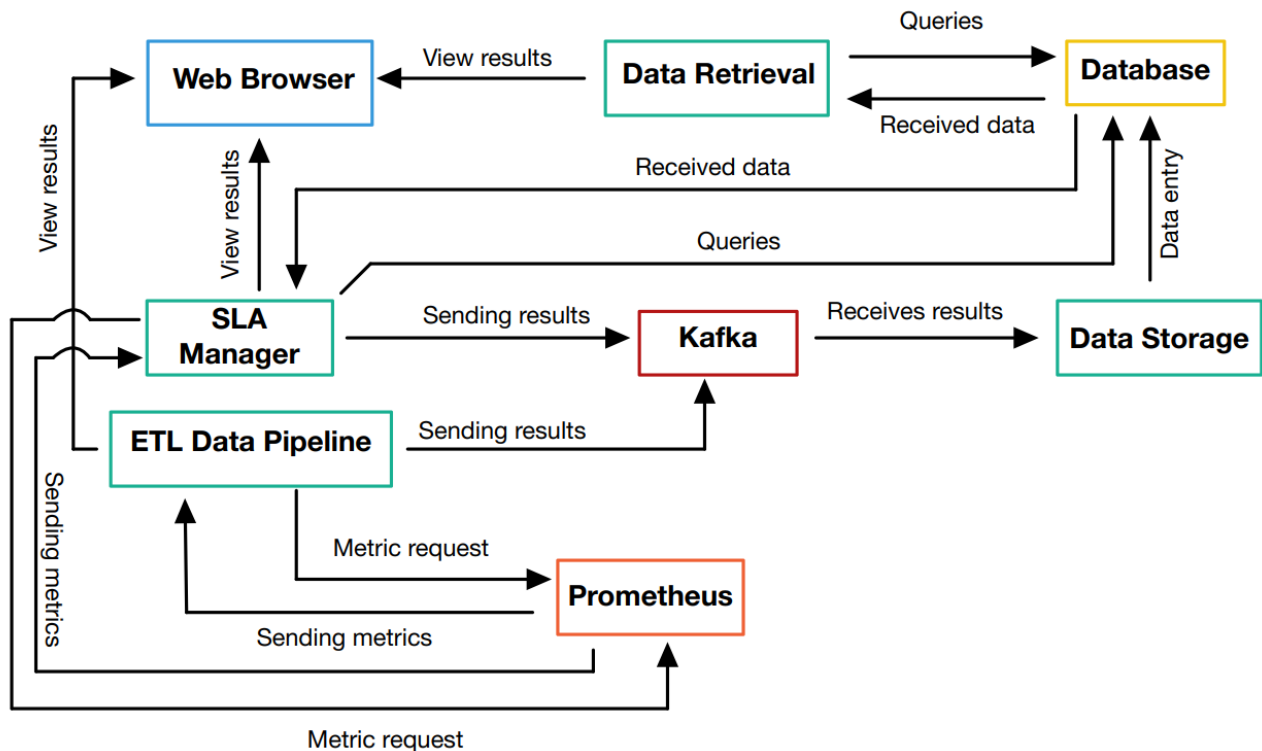 Queries
View results
Web Browser
Data Retrieval
Database
Received data
View results
View results
Received data
Data entry
Queries
SLA
Manager
Sending results
Kafka
Receives results
Data Storage
ETL Data Pipeline
Sending results
Sending metrics
Metric request
Prometheus
Sending metrics
Metric request